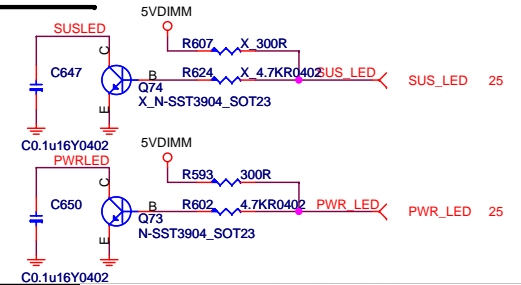 SUSLED
5VDIMM
R607 X_300R
C647
C
B
R624 X_4.7KR0402
SUS_LED
SUS_LED 25
Q74
X_N-SST3904_SOT23
E
C0.1u16Y0402
5VDIMM
PWRLED
R593 300R
C650
C
B
R602 4.7KR0402
PWR_LED
PWR_LED 25
Q73
N-SST3904_SOT23
E
C0.1u16Y0402